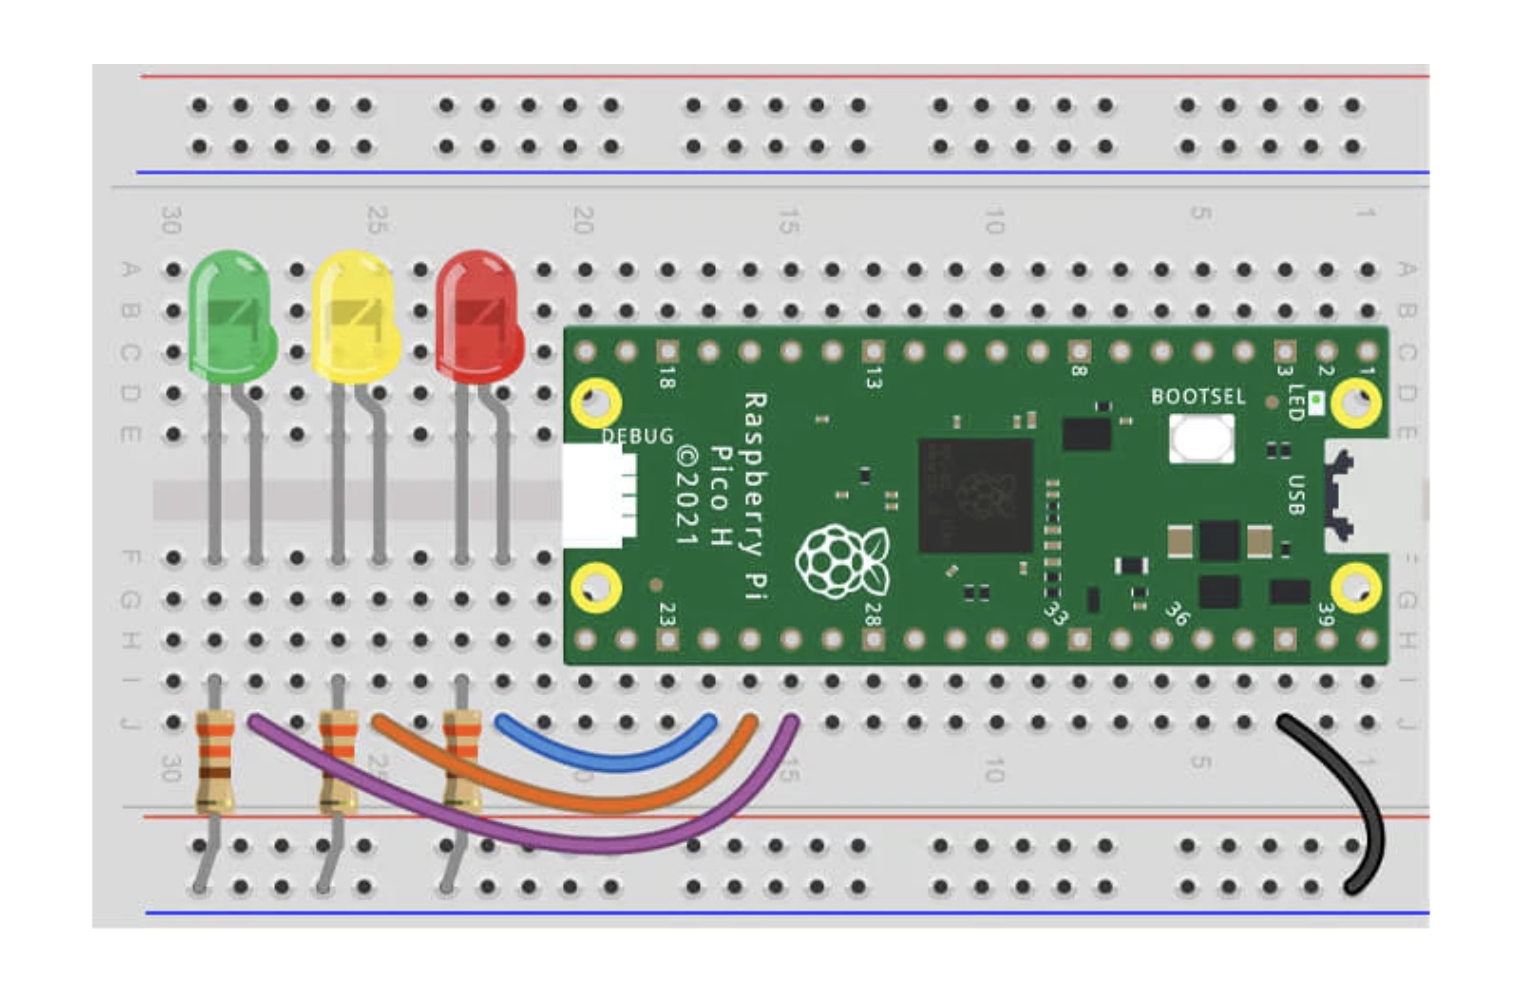 30 25 20 15 10 5 1
A A
B B
C C
D D
E E
F F
G G
H H
I I
J J
18 13 8 3 2 1
BOOTSEL
LED
DEBUG
USB
Raspberry Pi
Pico H
©2021
23 28 33 36 39
30 25 20 15 10 5 1